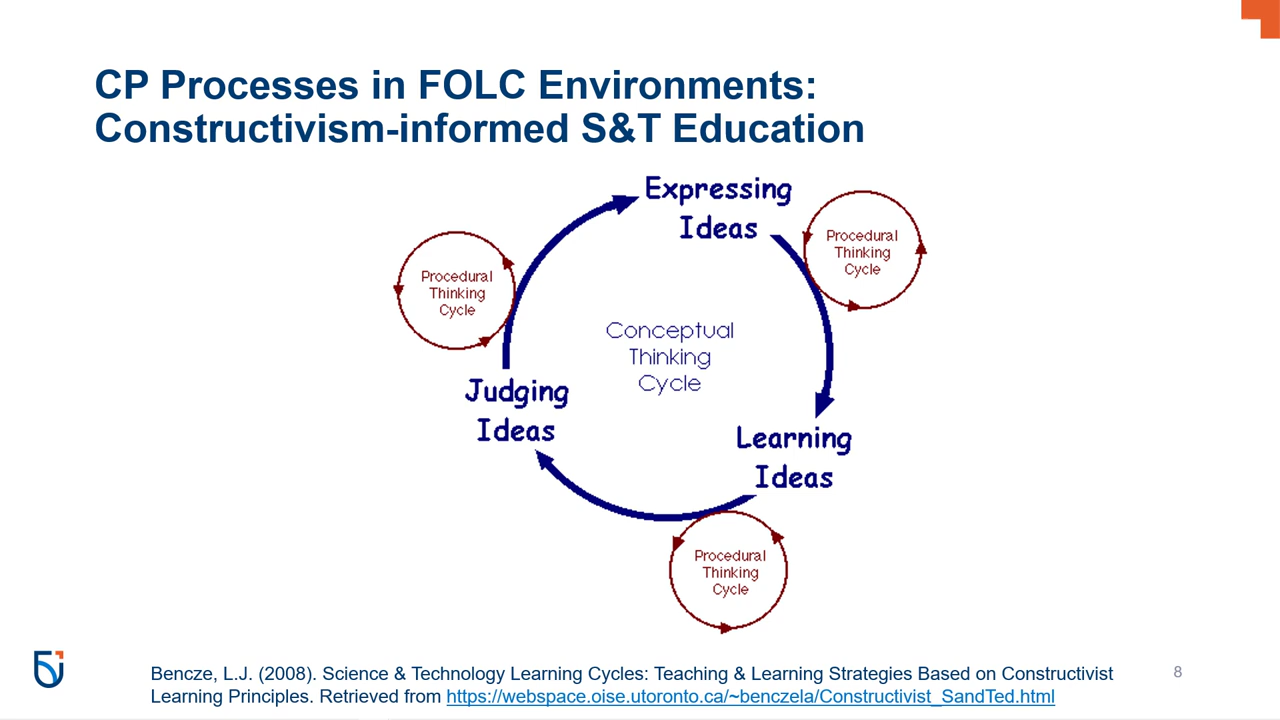 CP Processes in FOLC Environments:
Constructivism-informed S&T Education
Expressing
Ideas
Procedural
Thinking
Cycle
Procedural
Thinking
Cycle
Conceptual
Thinking
Cycle
Judging
Ideas
Learning
Ideas
Procedural
Thinking
Cycle
Bencze, L.J. (2008). Science & Technology Learning Cycles: Teaching & Learning Strategies Based on Constructivist
Learning Principles. Retrieved from https://webspace.oise.utoronto.ca/~benczela/Constructivist_SandTed.html
8